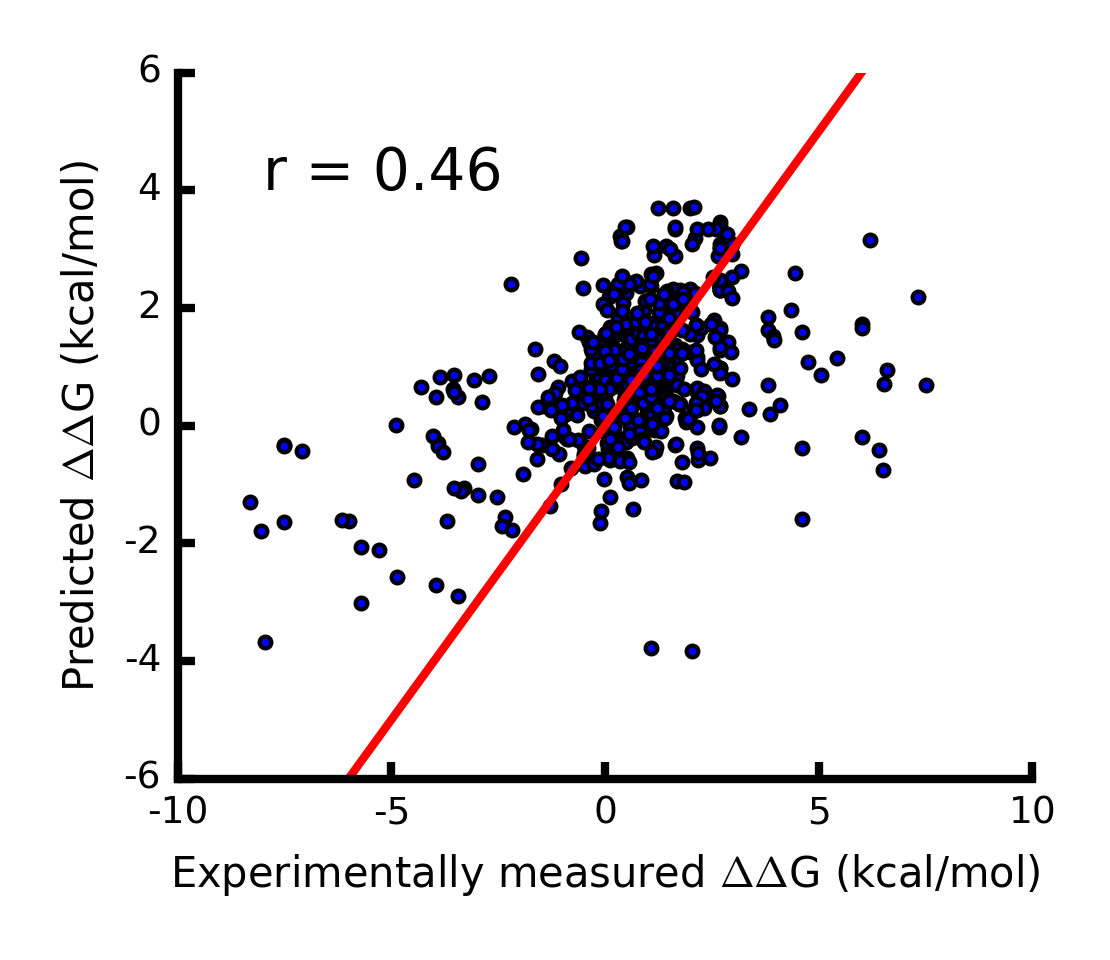 6
r = 0.46
4
2
0
-2
-4
-6
Predicted ΔΔG (kcal/mol)
-10 -5 0 5 10
Experimentally measured ΔΔG (kcal/mol)